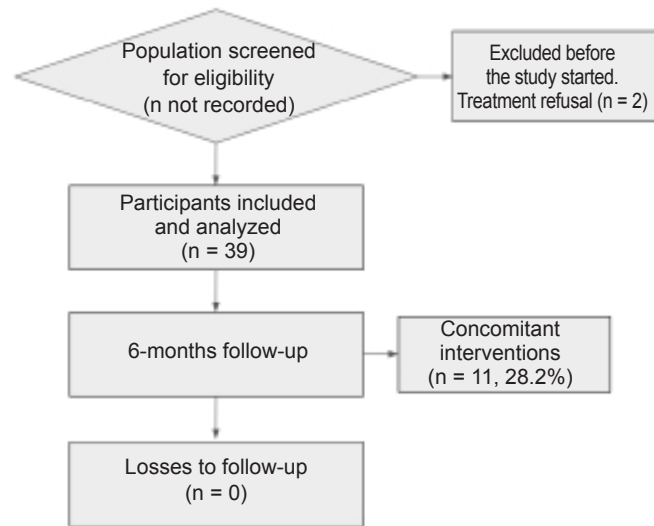 Population screened
for eligibility
(n not recorded)
Excluded before
the study started.
Treatment refusal (n = 2)
Participants included
and analyzed
(n = 39)
6-months follow-up
Concomitant
interventions
(n = 11, 28.2%)
Losses to follow-up
(n = 0)